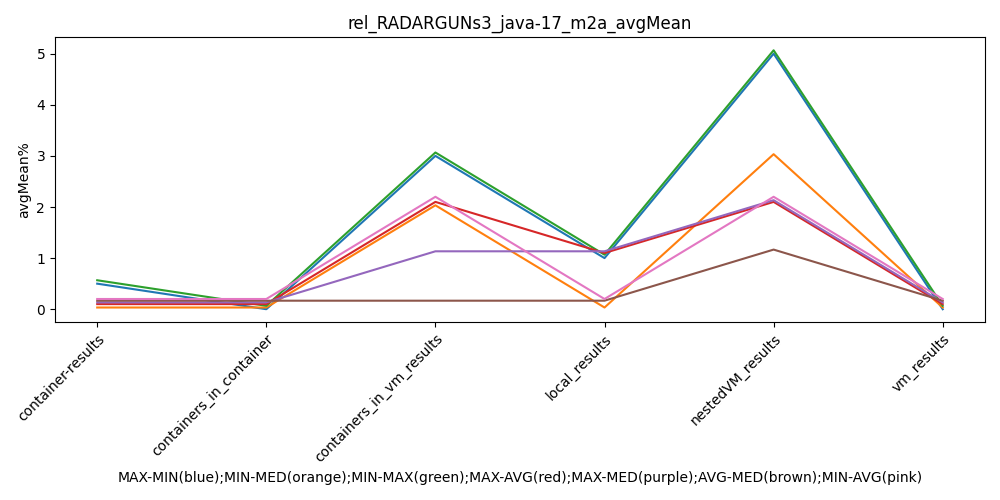 rel_RADARGUNs3_java-17_m2a_avgMean
avgMean%
5
4
3
2
1
0
container-results
containers_in_container
containers_in_vm_results
local_results
nestedVM_results
vm_results
MAX-MIN(blue);MIN-MED(orange);MIN-MAX(green);MAX-AVG(red);MAX-MED(purple);AVG-MED(brown);MIN-AVG(pink)